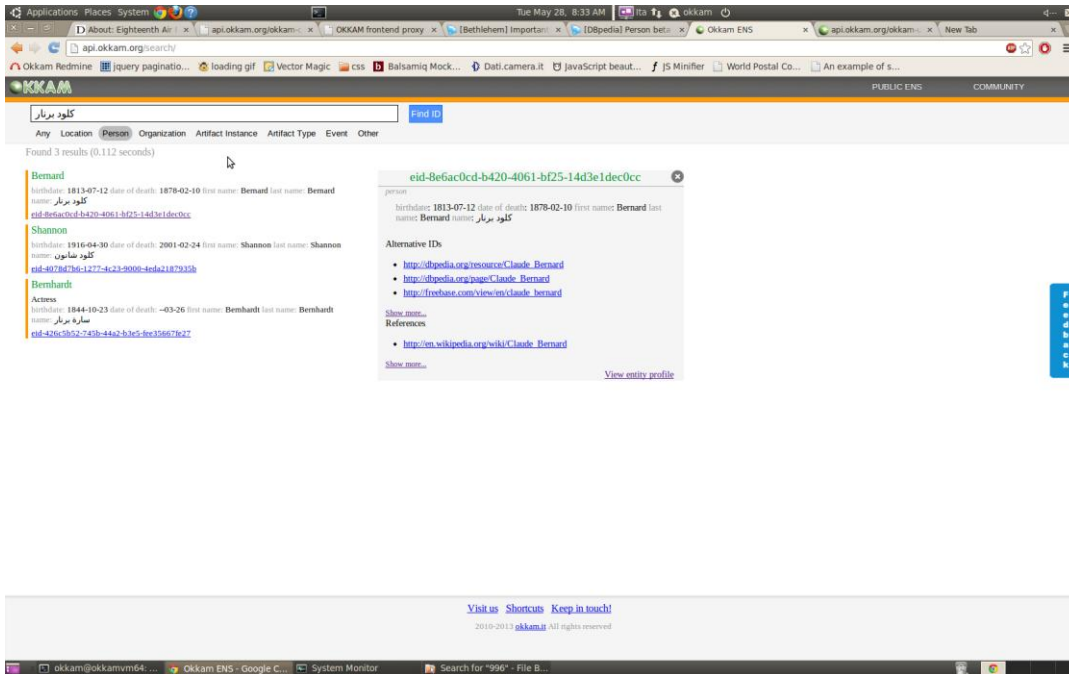 Applications Places System
Tue May 28, 8:33 AM
Ita
okkam
About: Eighteenth Air
api.okkam.org/okkam-c
OKKAM frontend proxy
[Bethlehem] Important
[DBpedia] Person beta
Okkam ENS
api.okkam.org/okkam-c
New Tab
api.okkam.org/search/
Okkam Redmine
jquery paginatio...
loading gif
Vector Magic
css
Balsamiq Mock...
Dati.camera.it
JavaScript beaut...
JS Minifier
World Postal Co...
An example of s...
OKKAM
PUBLIC ENS
COMMUNITY
کلود برنار
Find ID
Any Location Person Organization Artifact Instance Artifact Type Event Other
Found 3 results (0.112 seconds)
Bernard
birthdate: 1813-07-12 date of death: 1878-02-10 first name: Bernard last name: Bernard
name: کلود برنار
eid-8e6ac0cd-b420-4061-bf25-14d3e1dec0cc
Shannon
birthdate: 1916-04-30 date of death: 2001-02-24 first name: Shannon last name: Shannon
name: کلود شانون
eid-4078d7b6-1277-4c23-9000-4eda2187935b
Bernhardt
Actress
birthdate: 1844-10-23 date of death: --03-26 first name: Bernhardt last name: Bernhardt
name: سارة برنار
eid-426c5b52-745b-44a2-b3e5-fee35667fe27
eid-8e6ac0cd-b420-4061-bf25-14d3e1dec0cc
person
birthdate: 1813-07-12 date of death: 1878-02-10 first name: Bernard last
name: Bernard name: کلود برنار
Alternative IDs
http://dbpedia.org/resource/Claude_Bernard
http://dbpedia.org/page/Claude_Bernard
http://freebase.com/view/en/claude_bernard
Show more...
References
http://en.wikipedia.org/wiki/Claude_Bernard
Show more...
View entity profile
Feedback
Visit us Shortcuts Keep in touch!
2010-2013 okkam.it All rights reserved
okkam@okkamvm64: ...
Okkam ENS - Google C...
System Monitor
Search for "996" - File B...